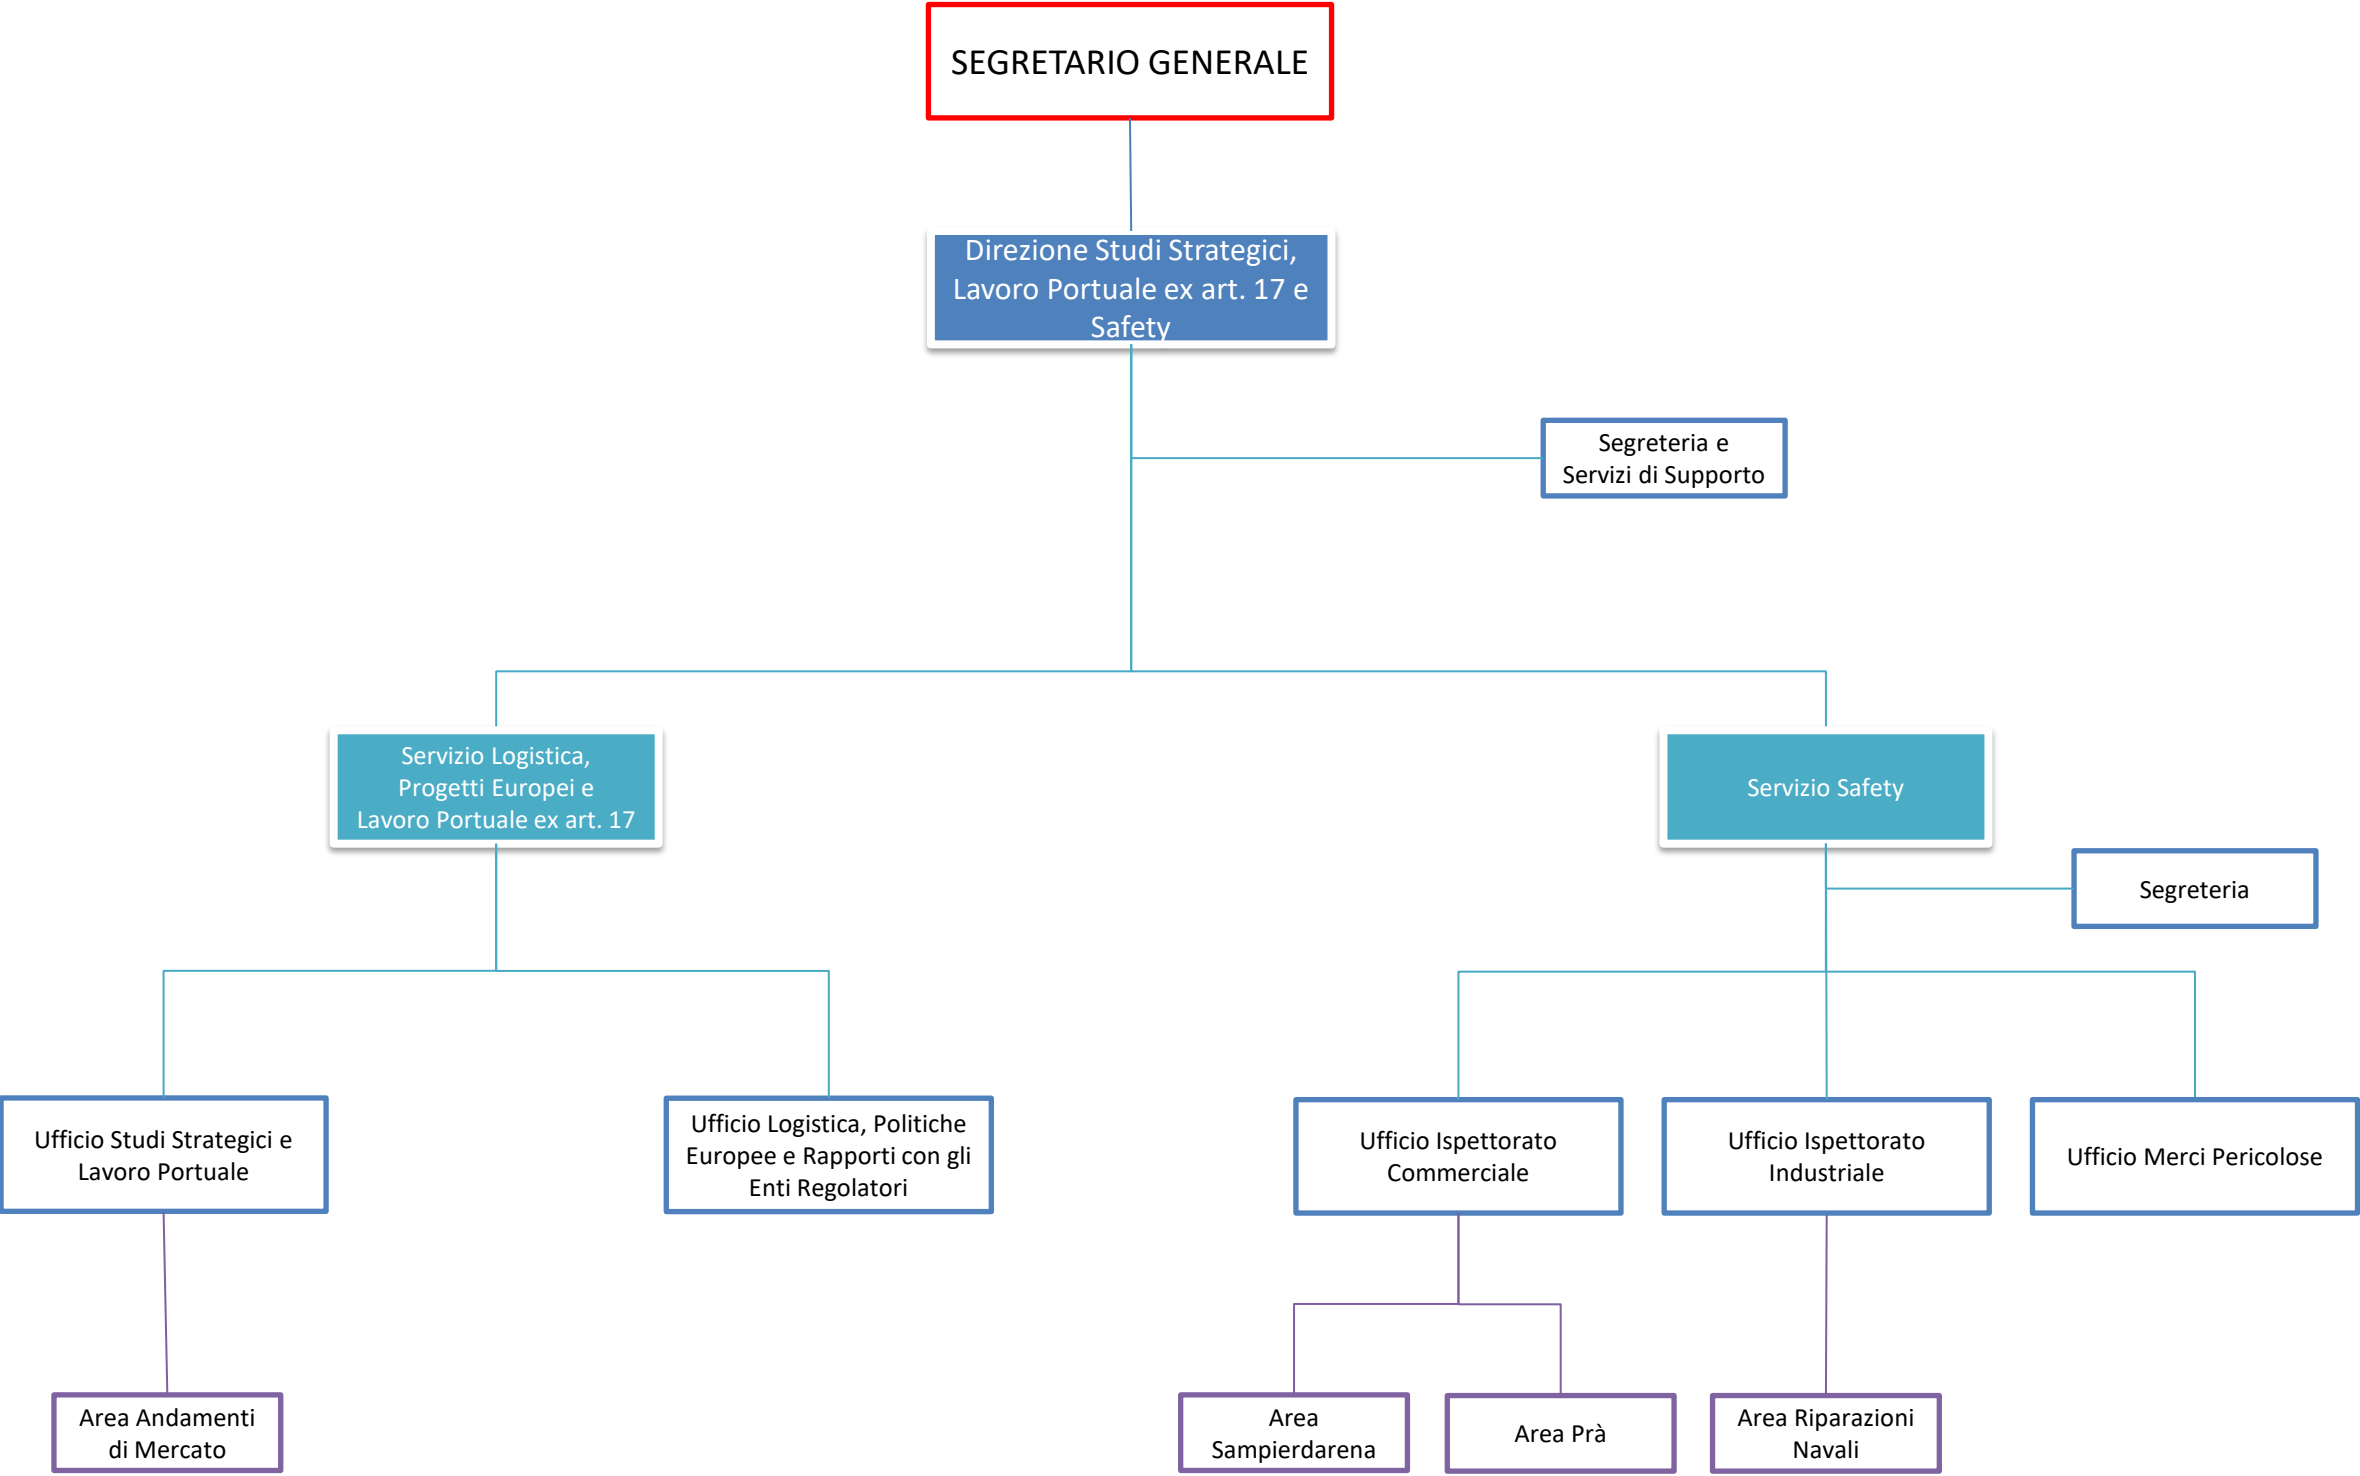 SEGRETARIO GENERALE
Direzione Studi Strategici,
Lavoro Portuale ex art. 17 e
Safety
Segreteria e
Servizi di Supporto
Servizio Logistica,
Progetti Europei e
Lavoro Portuale ex art. 17
Servizio Safety
Segreteria
Ufficio Studi Strategici e
Lavoro Portuale
Ufficio Logistica, Politiche
Europee e Rapporti con gli
Enti Regolatori
Ufficio Ispettorato
Commerciale
Ufficio Ispettorato
Industriale
Ufficio Merci Pericolose
Area Andamenti
di Mercato
Area
Sampierdarena
Area Prà
Area Riparazioni
Navali